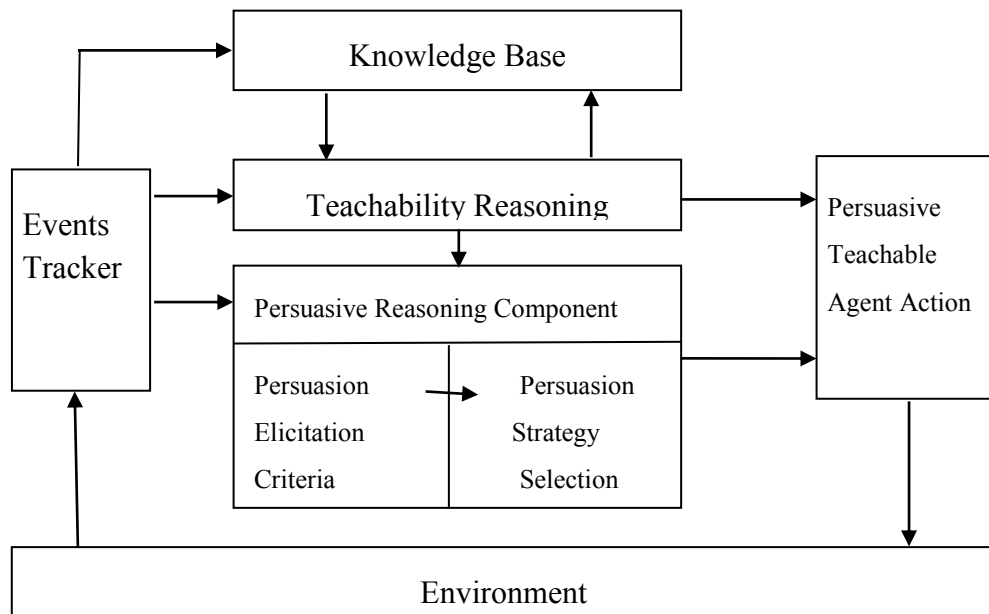 Knowledge Base
Teachability Reasoning
Events
Tracker
Persuasive
Teachable
Agent Action
Persuasive Reasoning Component
Persuasion
Elicitation
Criteria
Persuasion
Strategy
Selection
Environment